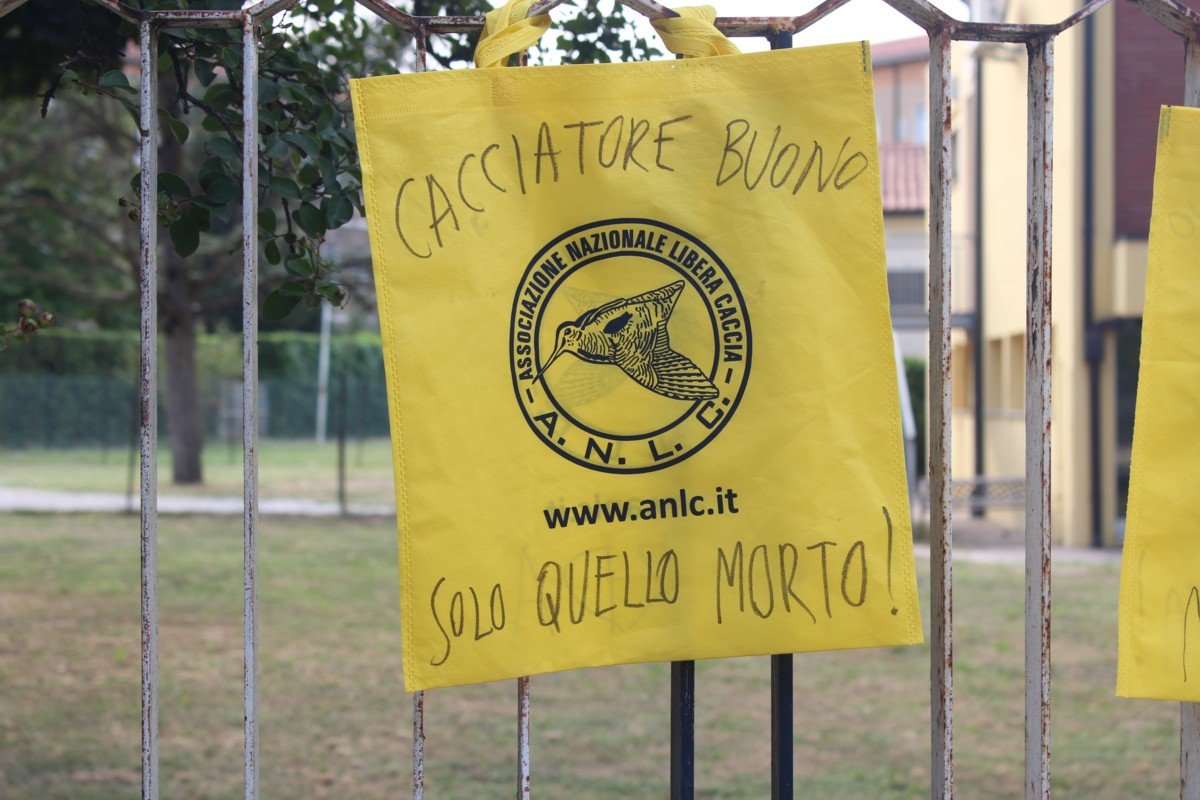 CACCIATORE BUONO
ASSOCIAZIONE NAZIONALE LIBERA CACCIA
- A. N. L. C. -
www.anlc.it
SOLO QUELLO MORTO!